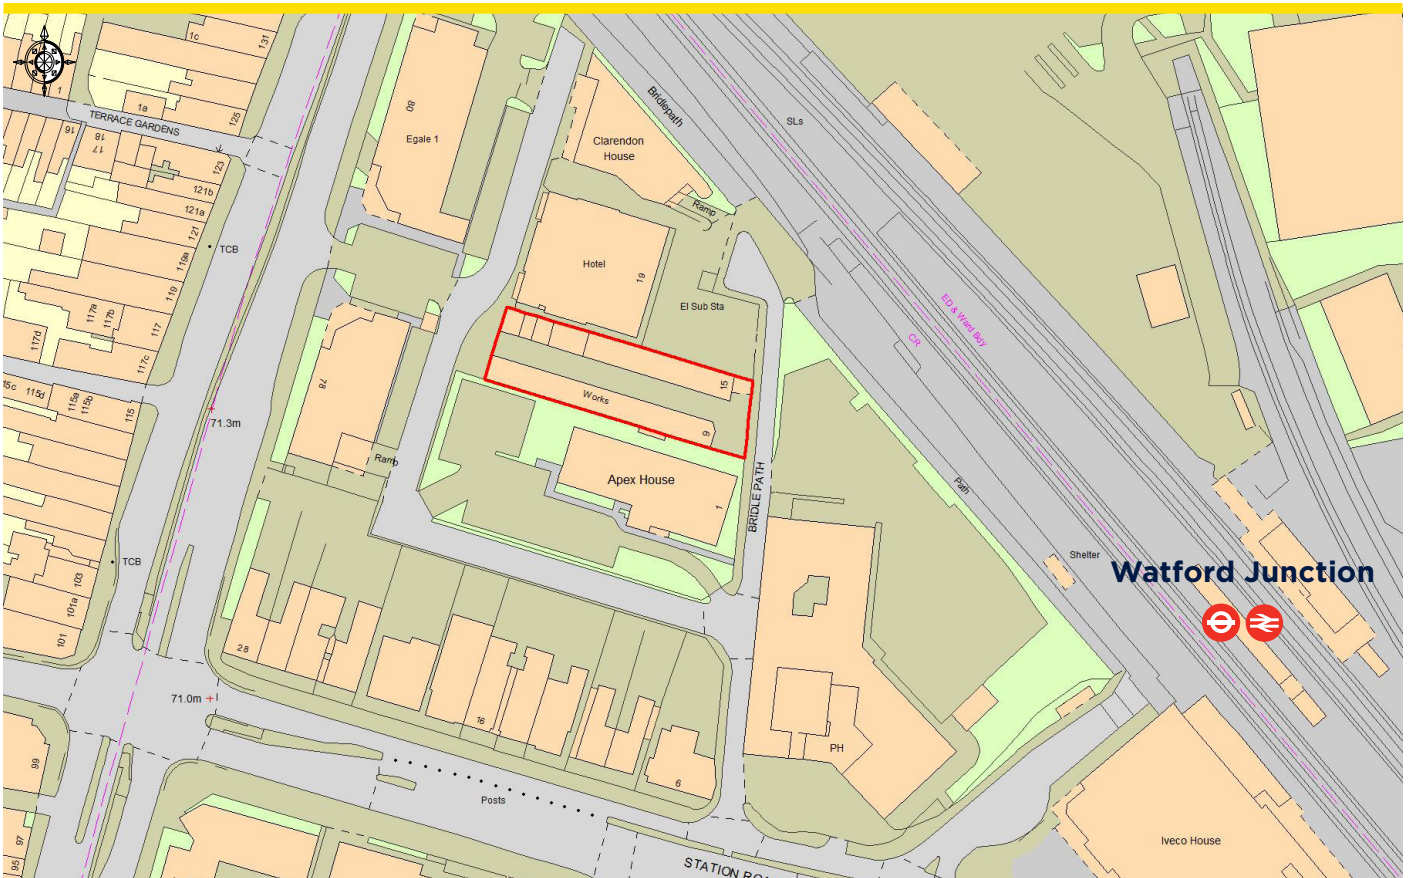 1c
131
1
1a
125
TERRACE GARDENS
16
18
17
123
121b
121a
121
119a
119
TCB
117a
117b
117
117d
117c
15c
115d
115a
115b
115
71.3m
TCB
103
101a
101
71.0m
99
97
95
80
Egale 1
78
Ramp
Clarendon
House
Ramp
Bridlepath
SLs
Hotel
19
El Sub Sta
15
Works
9
Apex House
1
BRIDLE PATH
ED & Ward Bdy
CR
Path
Shelter
Watford Junction
28
16
6
PH
Posts
STATION RO
Iveco House